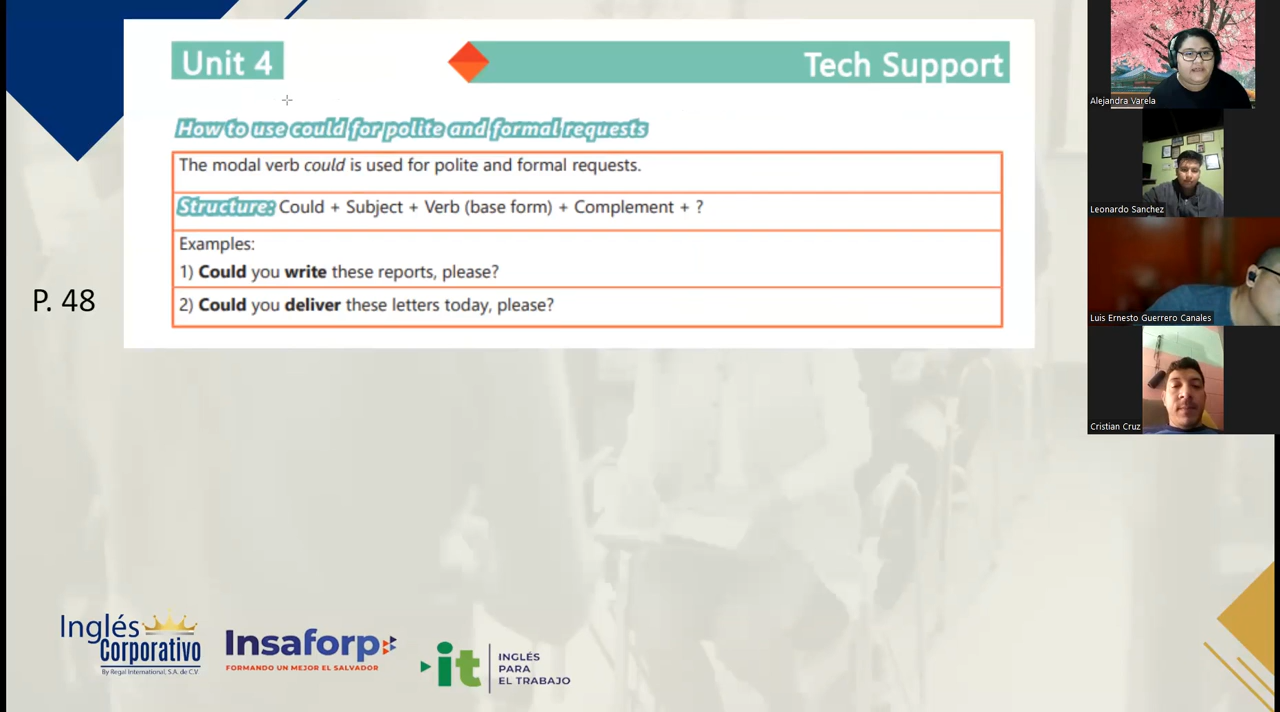 Unit 4
Tech Support
How to use could for polite and formal requests
The modal verb could is used for polite and formal requests.
Structure: Could + Subject + Verb (base form) + Complement + ?
Examples:
1) Could you write these reports, please?
2) Could you deliver these letters today, please?
P. 48
Alejandra Varela
Leonardo Sanchez
Luis Ernesto Guerrero Canales
Cristian Cruz
Inglés
Corporativo
By Regal International, S.A. de C.V
Insaforp
FORMANDO UN MEJOR EL SALVADOR
it
INGLÉS
PARA
EL TRABAJO